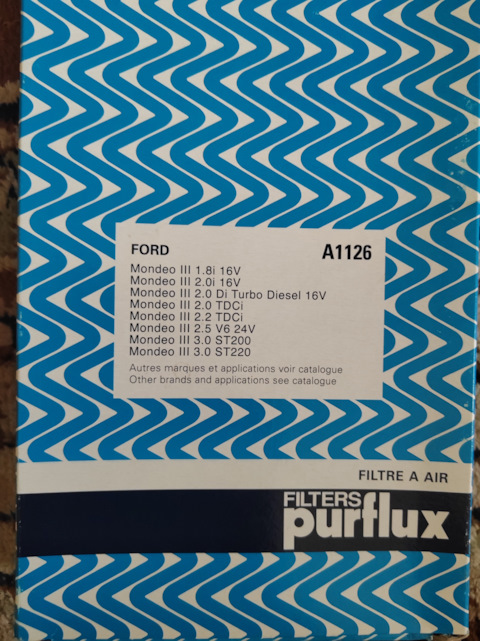 FORD A1126
Mondeo III 1.8i 16V
Mondeo III 2.0i 16V
Mondeo III 2.0 Di Turbo Diesel 16V
Mondeo III 2.0 TDCi
Mondeo III 2.2 TDCi
Mondeo III 2.5 V6 24V
Mondeo III 3.0 ST200
Mondeo III 3.0 ST220
Autres marques et applications voir catalogue
Other brands and applications see catalogue
FILTRE A AIR
FILTERS
purflux